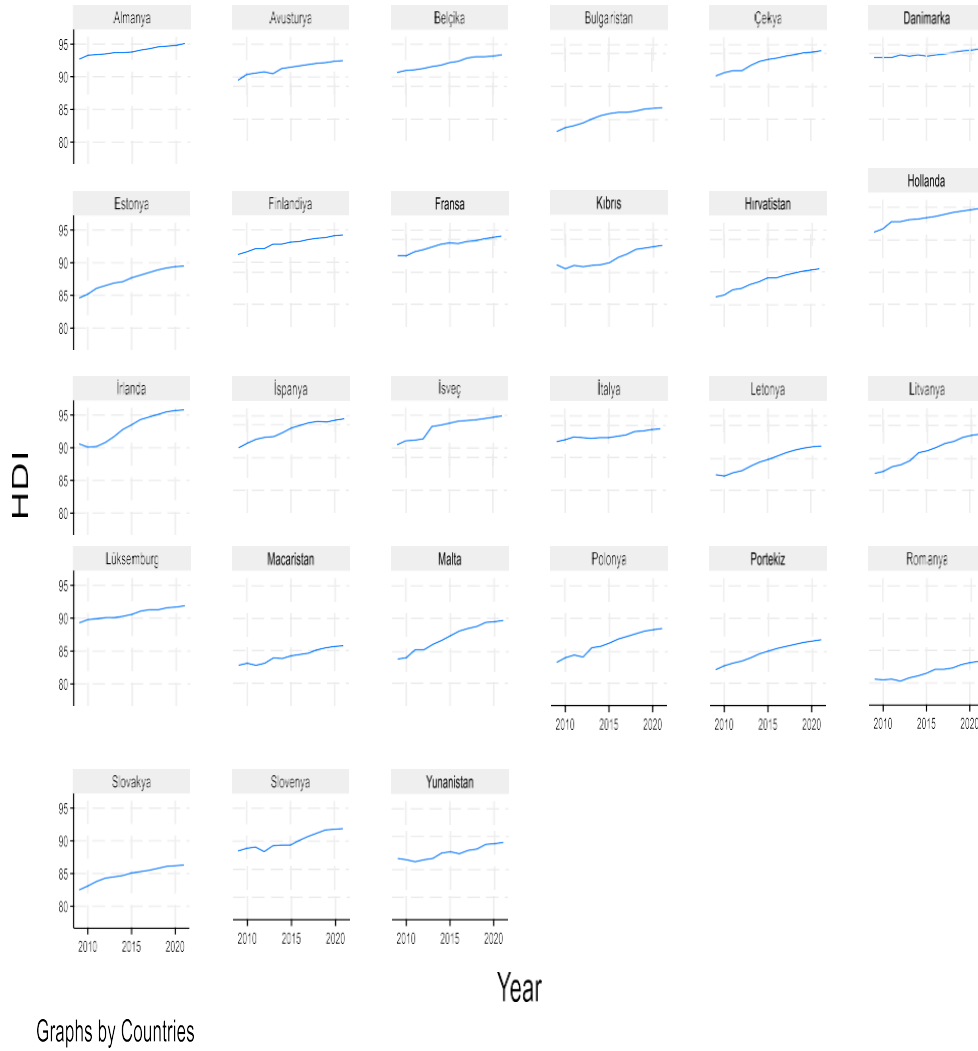 Almanya Avusturya Belçika Bulgaristan Çekya Danimarka
95
90
85
80
Hollanda
Estonya Finlandiya Fransa Kıbrıs Hırvatistan
95
90
85
80
İrlanda İspanya İsveç İtalya Letonya Litvanya
95
90
85
80
HDI
Lüksemburg Macaristan Malta Polonya Portekiz Romanya
95
90
85
80
2010 2015 2020 2010 2015 2020 2010 2015 2020
Slovakya Slovenya Yunanistan
95
90
85
80
2010 2015 2020 2010 2015 2020 2010 2015 2020
Year
Graphs by Countries